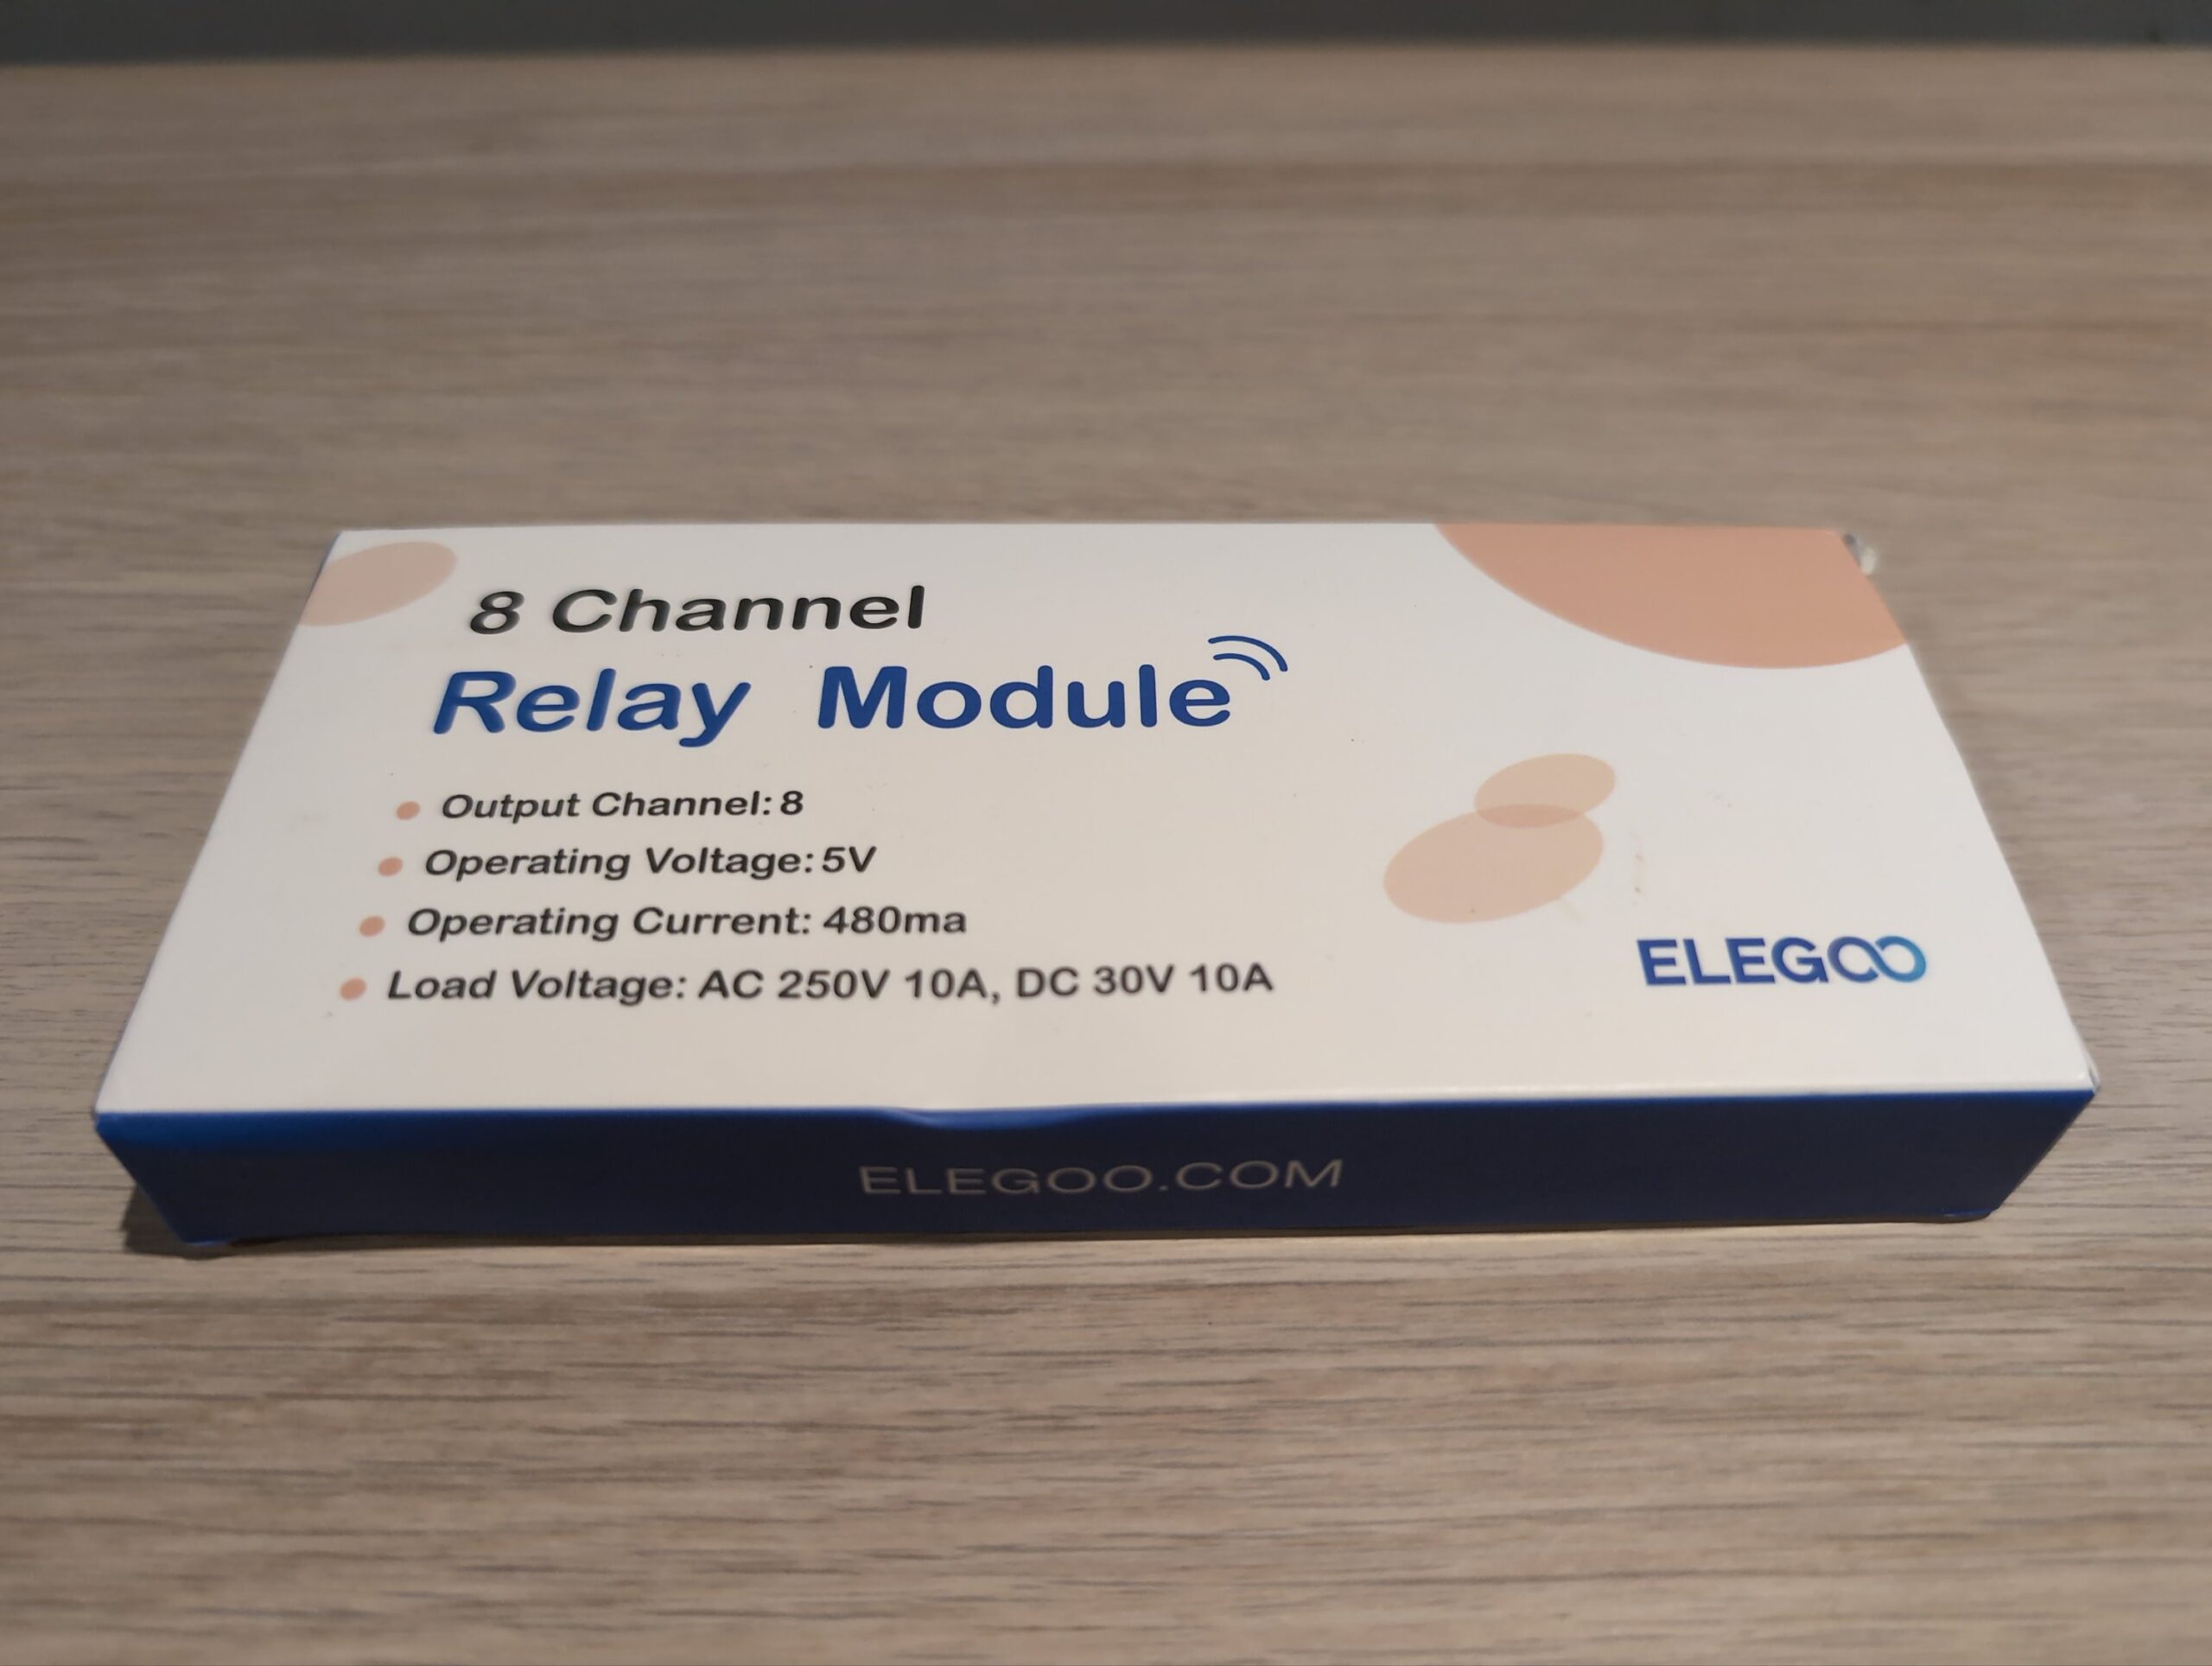 8 Channel
Relay Module
Output Channel: 8
Operating Voltage: 5V
Operating Current: 480ma
Load Voltage: AC 250V 10A, DC 30V 10A
ELEGOO
ELEGOO.COM